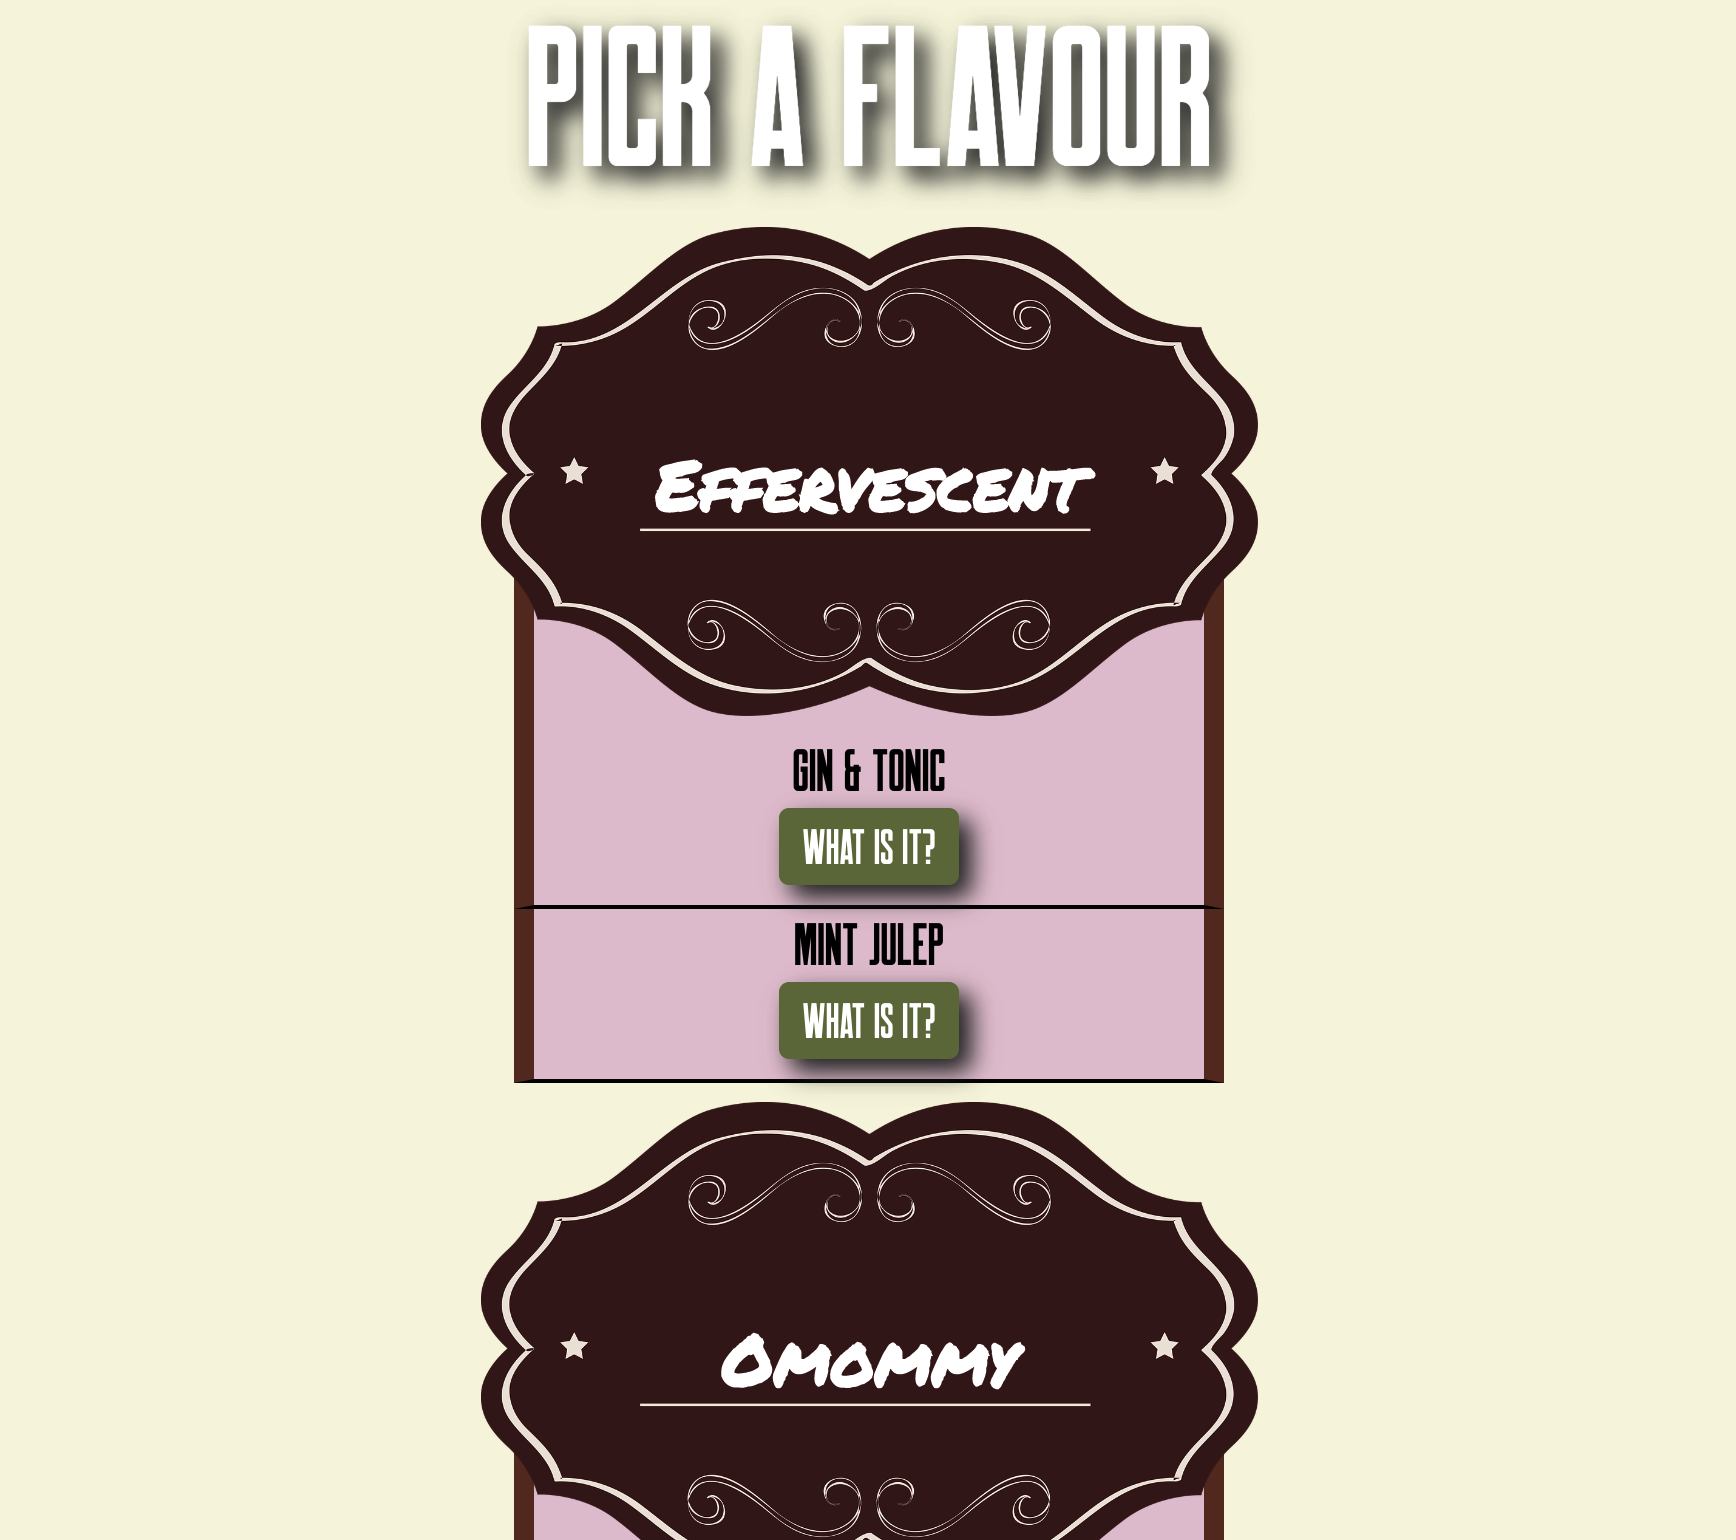 PICK A FLAVOUR
Effervescent
GIN & TONIC
WHAT IS IT?
MINT JULEP
WHAT IS IT?
Omommy